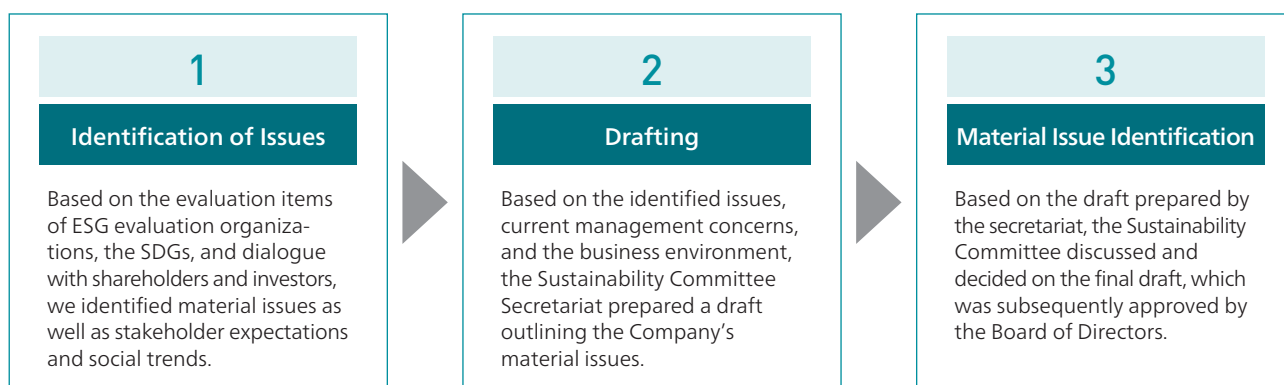 1
Identification of Issues
Based on the evaluation items
of ESG evaluation organiza-
tions, the SDGs, and dialogue
with shareholders and investors,
we identified material issues as
well as stakeholder expectations
and social trends.
2
Drafting
Based on the identified issues,
current management concerns,
and the business environment,
the Sustainability Committee
Secretariat prepared a draft
outlining the Company's
material issues.
3
Material Issue Identification
Based on the draft prepared by
the secretariat, the Sustainability
Committee discussed and
decided on the final draft, which
was subsequently approved by
the Board of Directors.